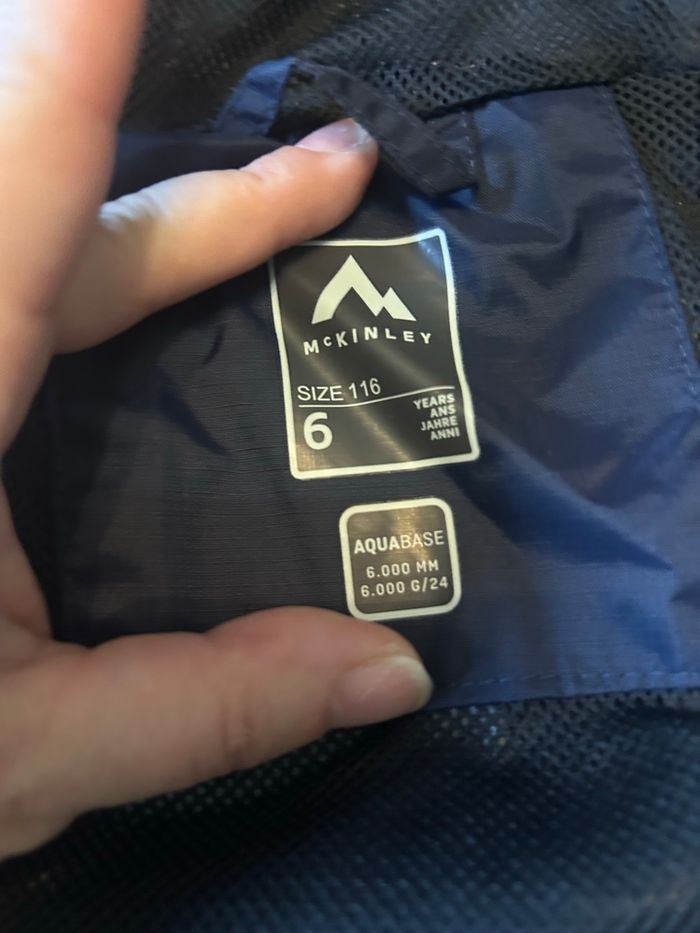 McKINLEY
SIZE 116
6
YEARS
ANS
JAHRE
ANNI
AQUABASE
6.000 MM
6.000 G/24